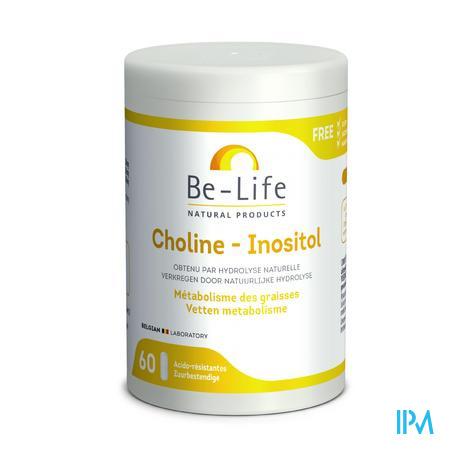 FREE
Be-Life
NATURAL PRODUCTS
Choline - Inositol
OBTENU PAR HYDROLYSE NATURELLE
VERKREGEN DOOR NATUURLIJKE HYDROLYSE
Métabolisme des graisses
Vetten metabolisme
BELGIAN LABORATORY
60 Acido-résistantes
Zuurbestendige
IPM